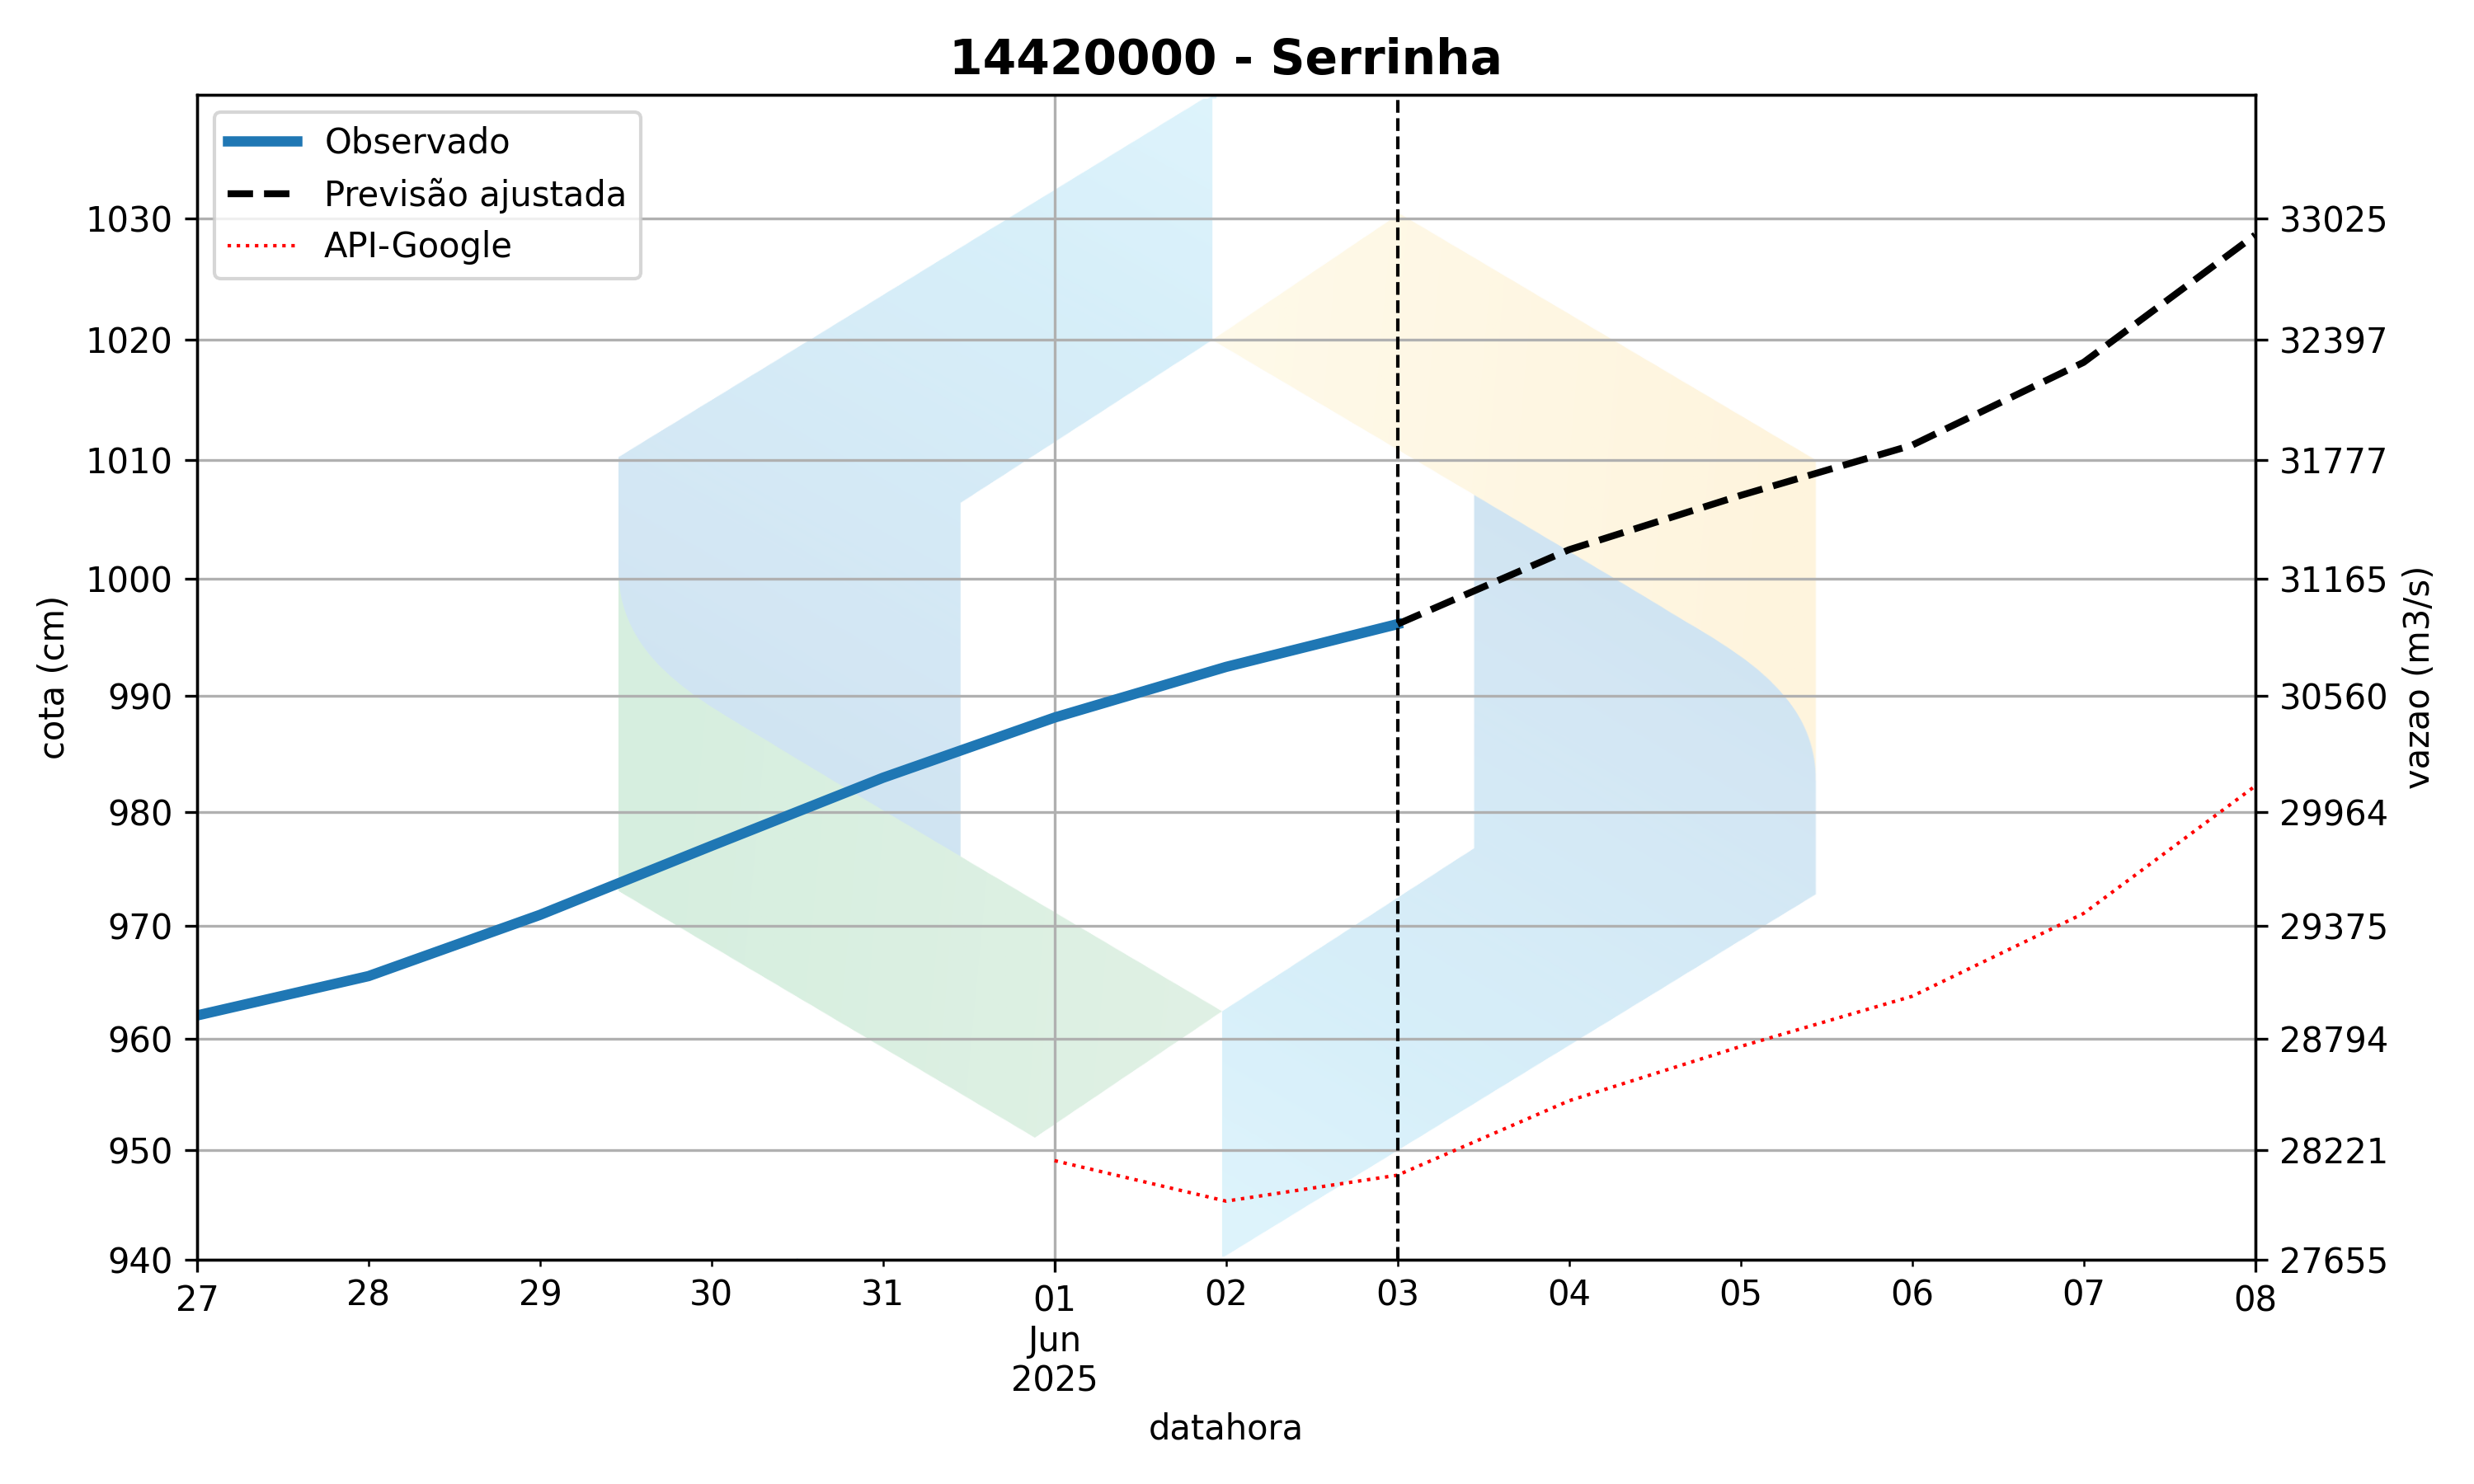 14420000 - Serrinha
Observado
Previsão ajustada
API-Google
cota (cm)
1030
1020
1010
1000
990
980
970
960
950
940
33025
32397
31777
31165
30560
29964
29375
28794
28221
27655
vazao (m3/s)
27 28 29 30 31 01 02 03 04 05 06 07 08
Jun
2025
datahora